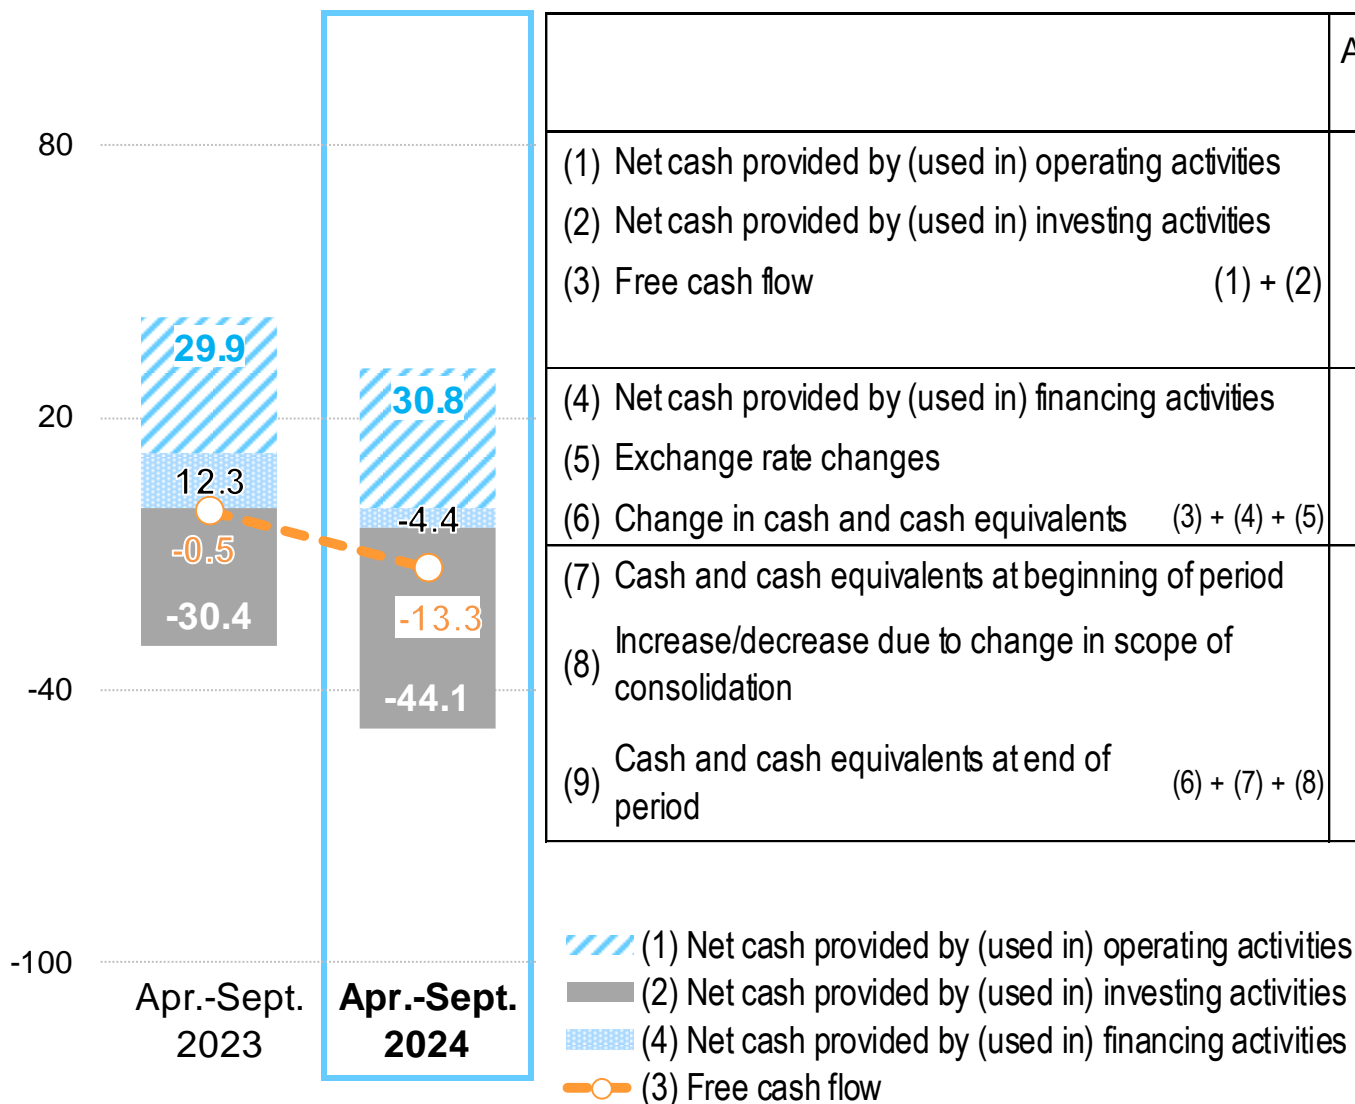 80
20
-40
-100
29.9
12.3
-0.5
-30.4
30.8
-4.4
-13.3
-44.1
Apr.-Sept.
2023
Apr.-Sept.
2024
A
(1) Net cash provided by (used in) operating activities
(2) Net cash provided by (used in) investing activities
(3) Free cash flow (1) + (2)
(4) Net cash provided by (used in) financing activities
(5) Exchange rate changes
(6) Change in cash and cash equivalents (3) + (4) + (5)
(7) Cash and cash equivalents at beginning of period
(8) Increase/decrease due to change in scope of
consolidation
(9) Cash and cash equivalents at end of
period (6) + (7) + (8)
(1) Net cash provided by (used in) operating activities
(2) Net cash provided by (used in) investing activities
(4) Net cash provided by (used in) financing activities
(3) Free cash flow